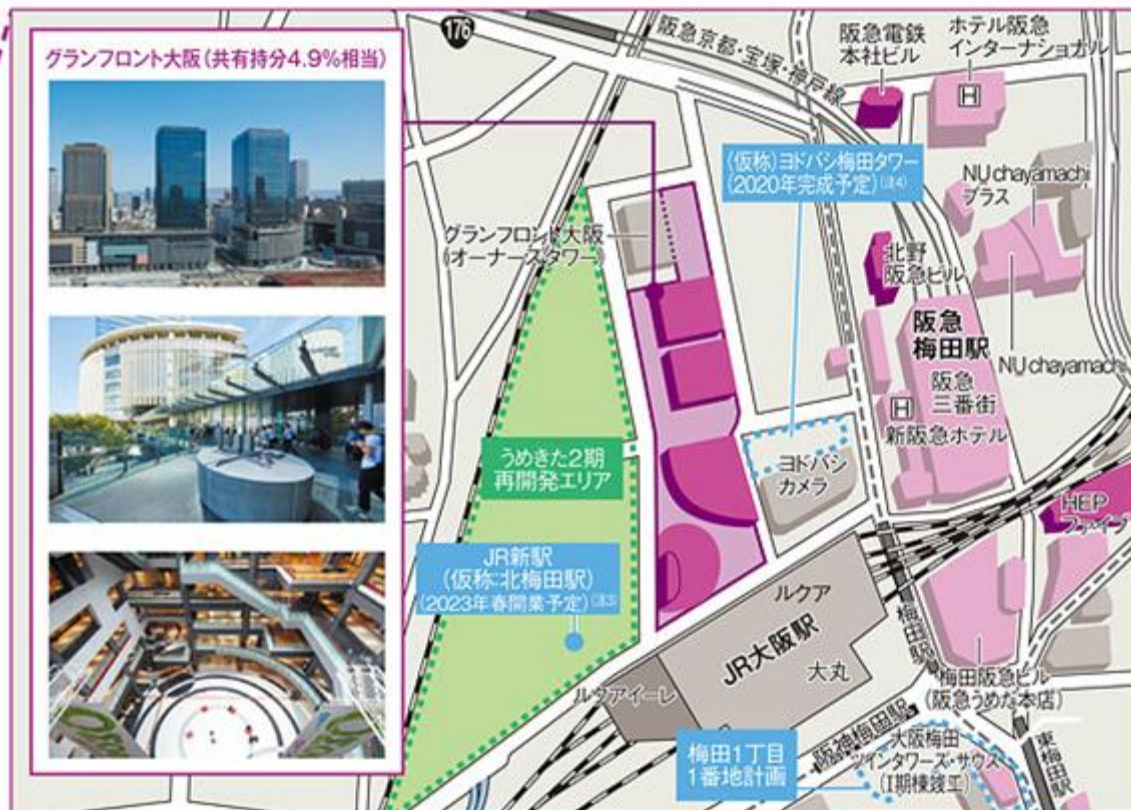 グランフロント大阪(共有持分4.9%相当)
176
阪急京都・宝塚・神戸線
阪急電鉄
本社ビル
ホテル阪急
インターナショナル
H
(仮称)ヨドバシ梅田タワー
(2020年完成予定)(注4)
NU chayamachi
プラス
グランフロント大阪
(オーナーズタワー)
北野
阪急ビル
阪急
梅田駅
NU chayamachi
阪急
三番街
H
新阪急ホテル
うめきた2期
再開発エリア
ヨドバシ
カメラ
HEP
ファイブ
JR新駅
(仮称:北梅田駅)
(2023年春開業予定)(注3)
ルクア
JR大阪駅
大丸
ルクアイーレ
梅田駅
梅田阪急ビル
(阪急うめだ本店)
梅田1丁目
1番地計画
阪神梅田駅
大阪梅田
ツインタワーズ・サウス
(I期棟竣工)
東梅田駅